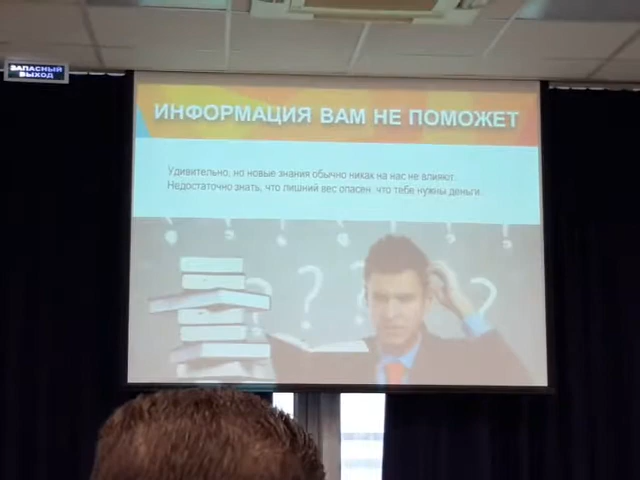 ЗАПАСНЫЙ
ВЫХОД
ИНФОРМАЦИЯ ВАМ НЕ ПОМОЖЕТ
Удивительно, но новые знания обычно никак на нас не влияют.
Недостаточно знать, что лишний вес опасен, что тебе нужны деньги.